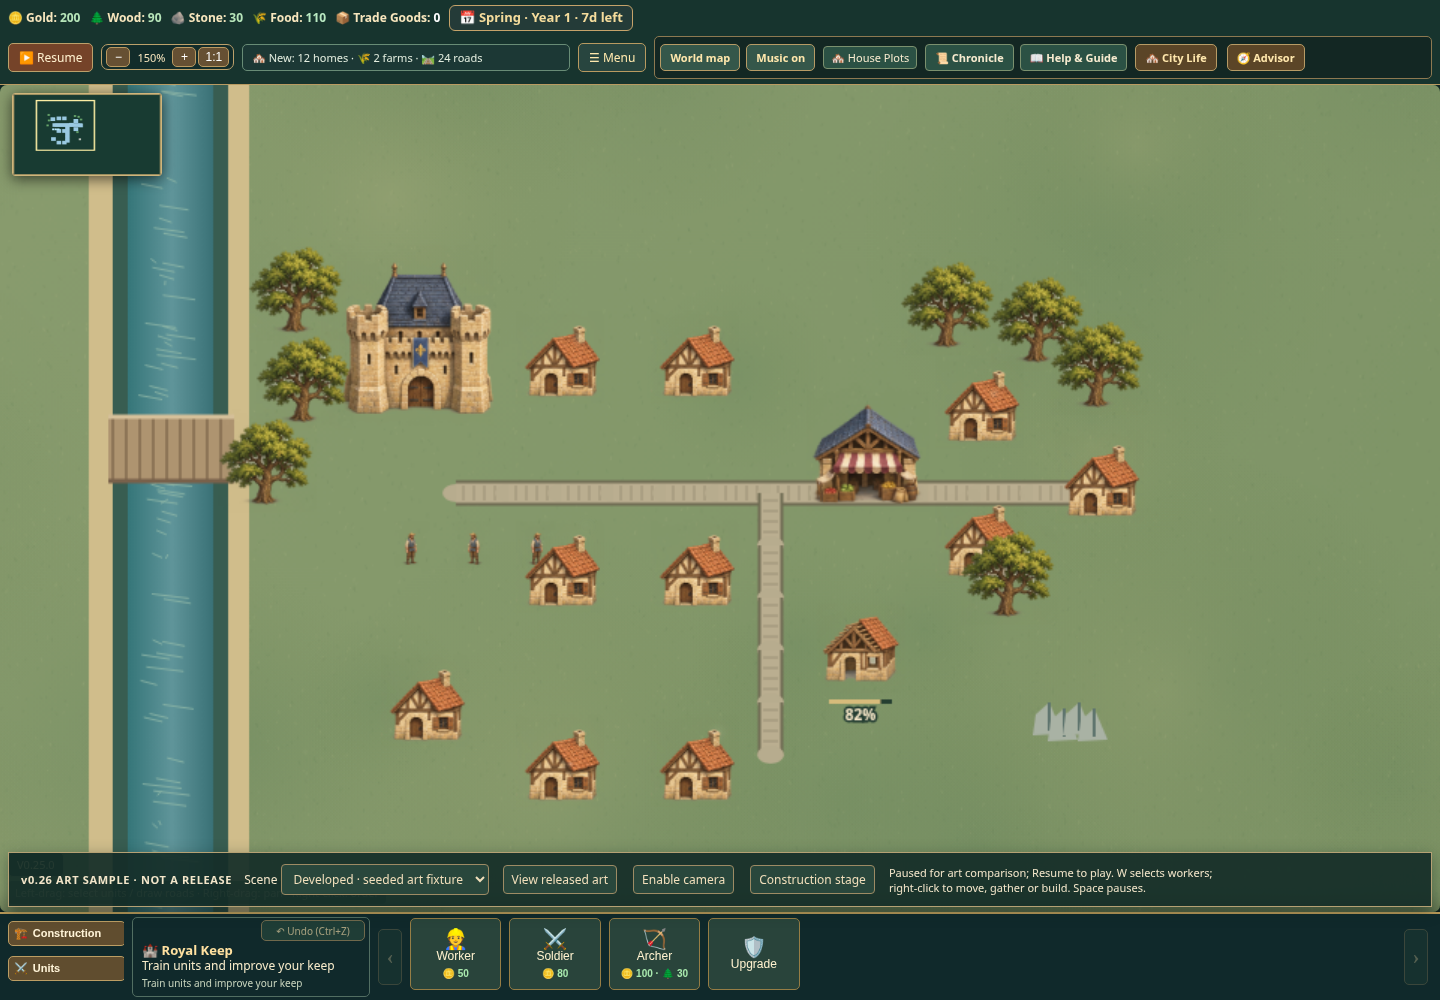 Gold: 200 Wood: 90 Stone: 30 Food: 110 Trade Goods: 0 Spring · Year 1 · 7d left
Resume − 150% + 1:1 New: 12 homes · 2 farms · 24 roads ☰ Menu World map Music on House Plots Chronicle Help & Guide City Life Advisor
82%
v0.25.0
v0.26 ART SAMPLE · NOT A RELEASE Scene Developed · seeded art fixture View released art Enable camera Construction stage
Paused for art comparison; Resume to play. W selects workers;
right-click to move, gather or build. Space pauses.
Construction
Units
↶ Undo (Ctrl+Z)
Royal Keep
Train units and improve your keep
Train units and improve your keep
‹
Worker
50
Soldier
80
Archer
100 · 30
Upgrade
›